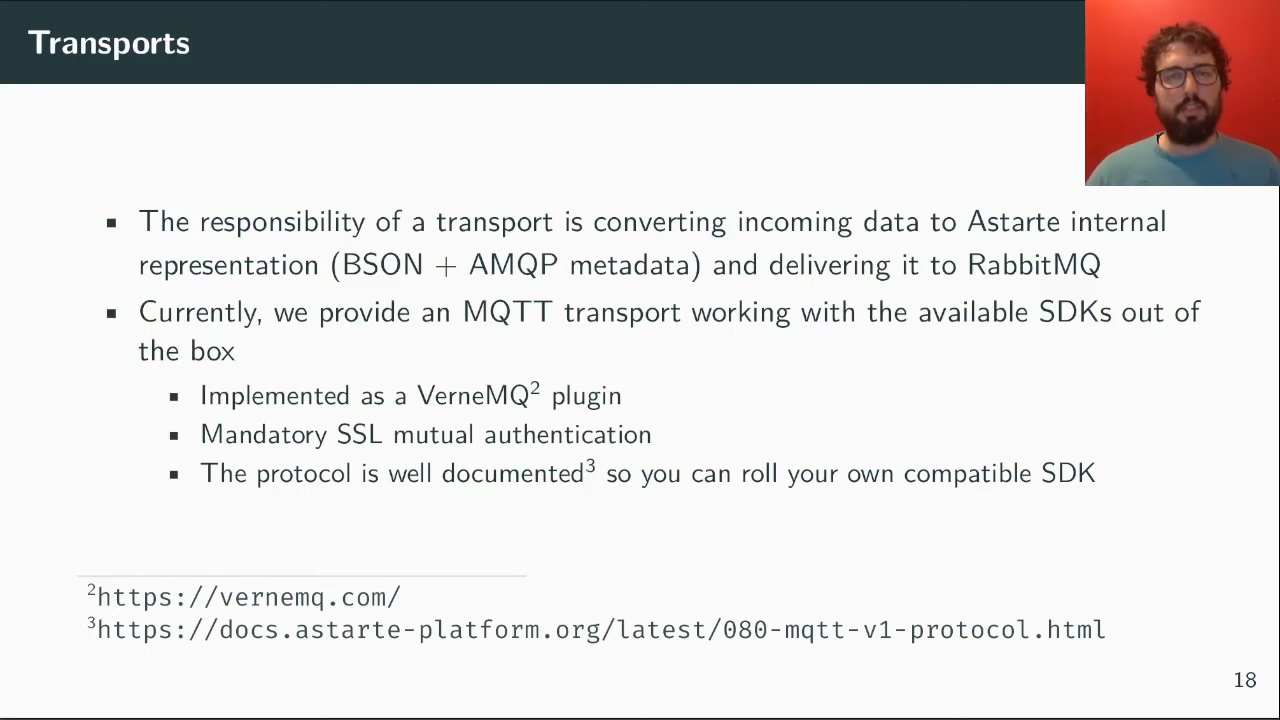 Transports
▪ The responsibility of a transport is converting incoming data to Astarte internal
representation (BSON + AMQP metadata) and delivering it to RabbitMQ
▪ Currently, we provide an MQTT transport working with the available SDKs out of
the box
▪ Implemented as a VerneMQ² plugin
▪ Mandatory SSL mutual authentication
▪ The protocol is well documented³ so you can roll your own compatible SDK
²https://vernemq.com/
³https://docs.astarte-platform.org/latest/080-mqtt-v1-protocol.html
18